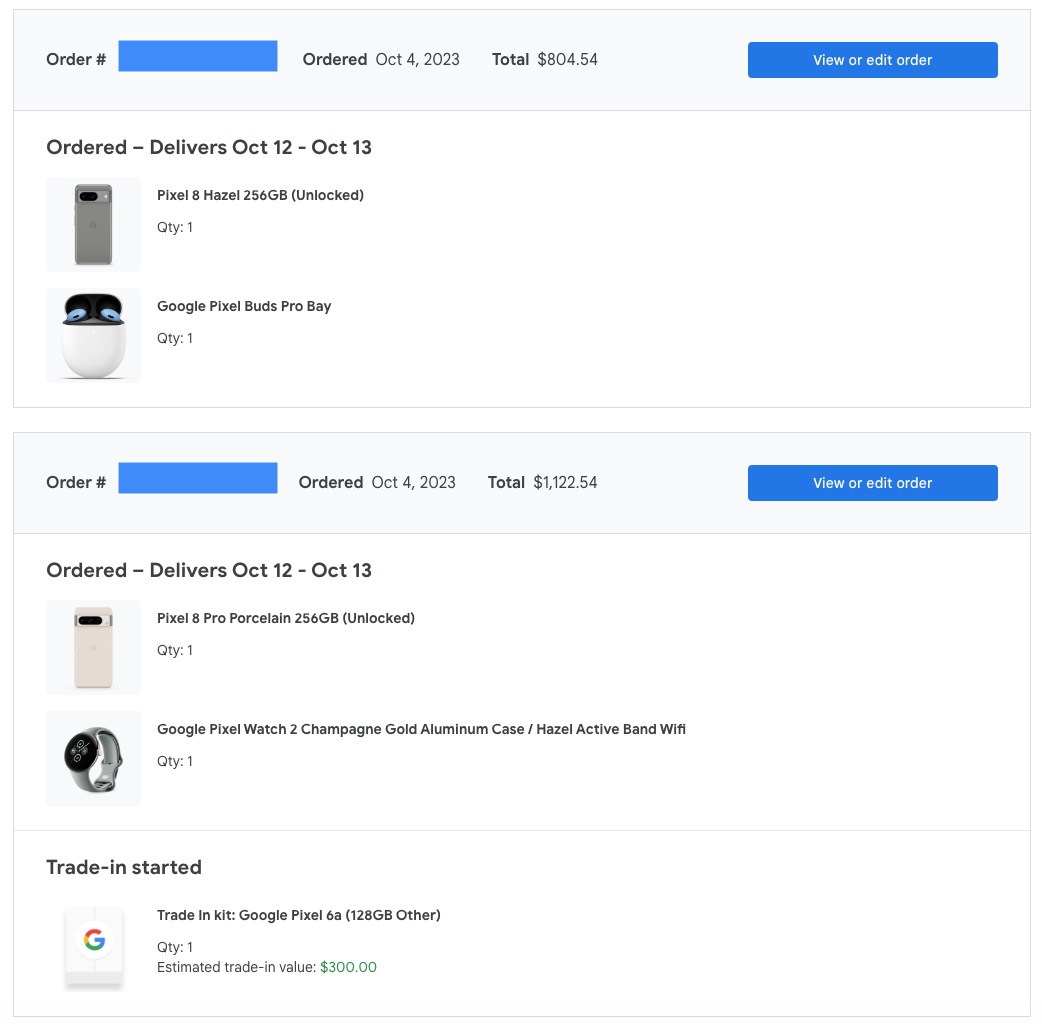 Order # Ordered Oct 4, 2023 Total $804.54 View or edit order
Ordered – Delivers Oct 12 - Oct 13
Pixel 8 Hazel 256GB (Unlocked)
Qty: 1
Google Pixel Buds Pro Bay
Qty: 1
Order # Ordered Oct 4, 2023 Total $1,122.54 View or edit order
Ordered – Delivers Oct 12 - Oct 13
Pixel 8 Pro Porcelain 256GB (Unlocked)
Qty: 1
Google Pixel Watch 2 Champagne Gold Aluminum Case / Hazel Active Band Wifi
Qty: 1
Trade-in started
Trade In kit: Google Pixel 6a (128GB Other)
Qty: 1
Estimated trade-in value: $300.00